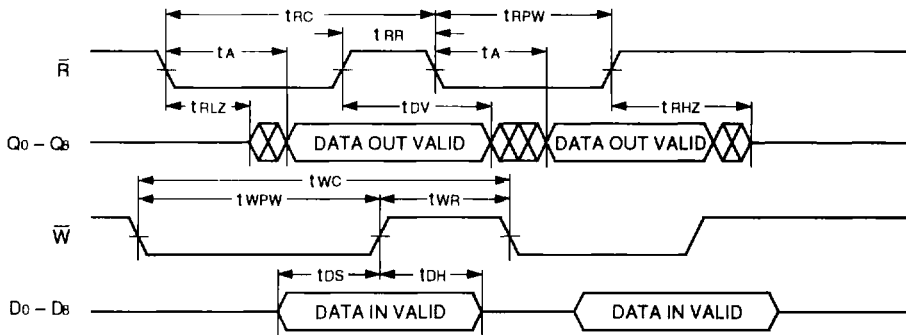 tRC tRPW
tA tRR tA
R̅
tRLZ tDV tRHZ
Q0 – Q8 DATA OUT VALID DATA OUT VALID
tWC
tWPW tWR
W̅
tDS tDH
D0 – D8 DATA IN VALID DATA IN VALID